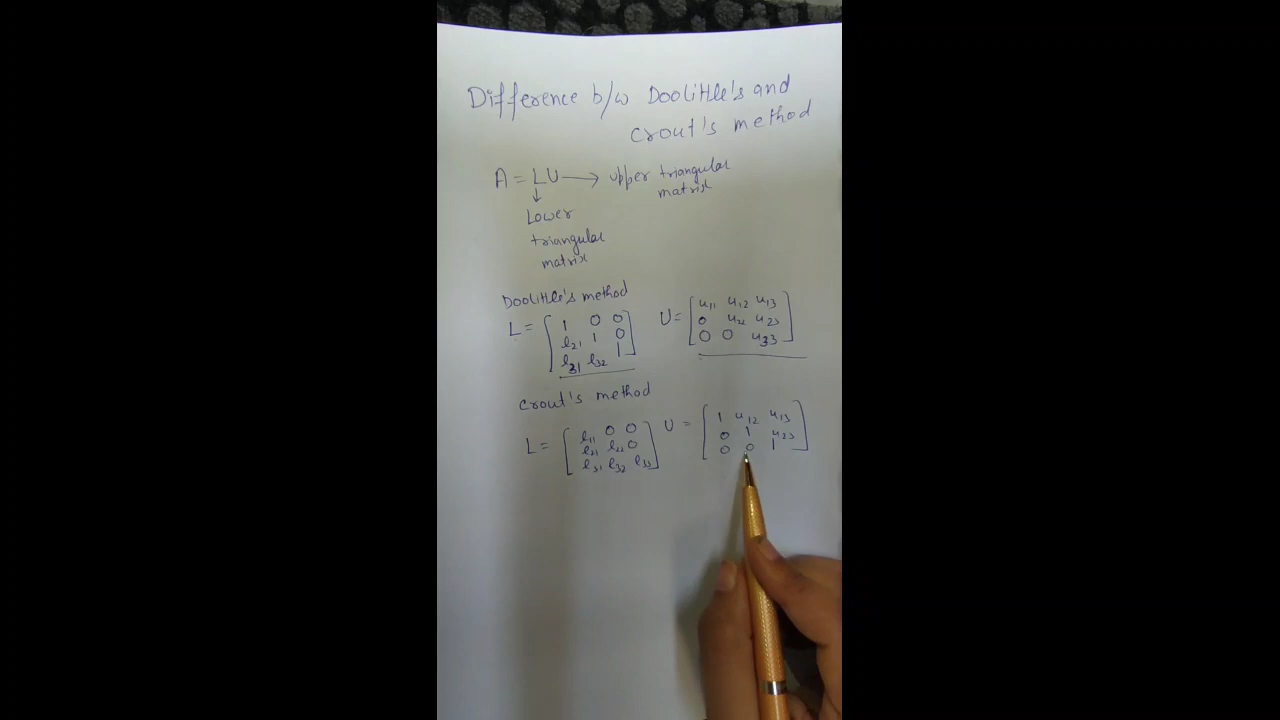 Difference b/w Doolittle's and
Crout's method
A = LU → upper triangular
matrix
↓
Lower
triangular
matrix
Doolittle's method
L = [ 1 0 0
l21 1 0
l31 l32 1 ]
U = [ u11 u12 u13
0 u22 u23
0 0 u33 ]
Crout's method
L = [ l11 0 0
l21 l22 0
l31 l32 l33 ]
U = [ 1 u12 u13
0 1 u23
0 0 1 ]